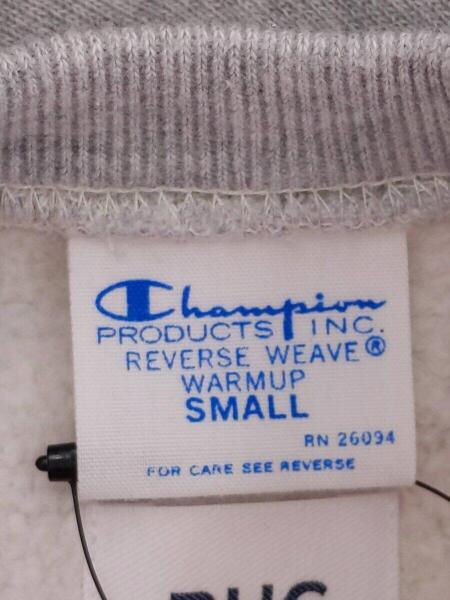 Champion
PRODUCTS INC.
REVERSE WEAVE®
WARMUP
SMALL
RN 26094
FOR CARE SEE REVERSE